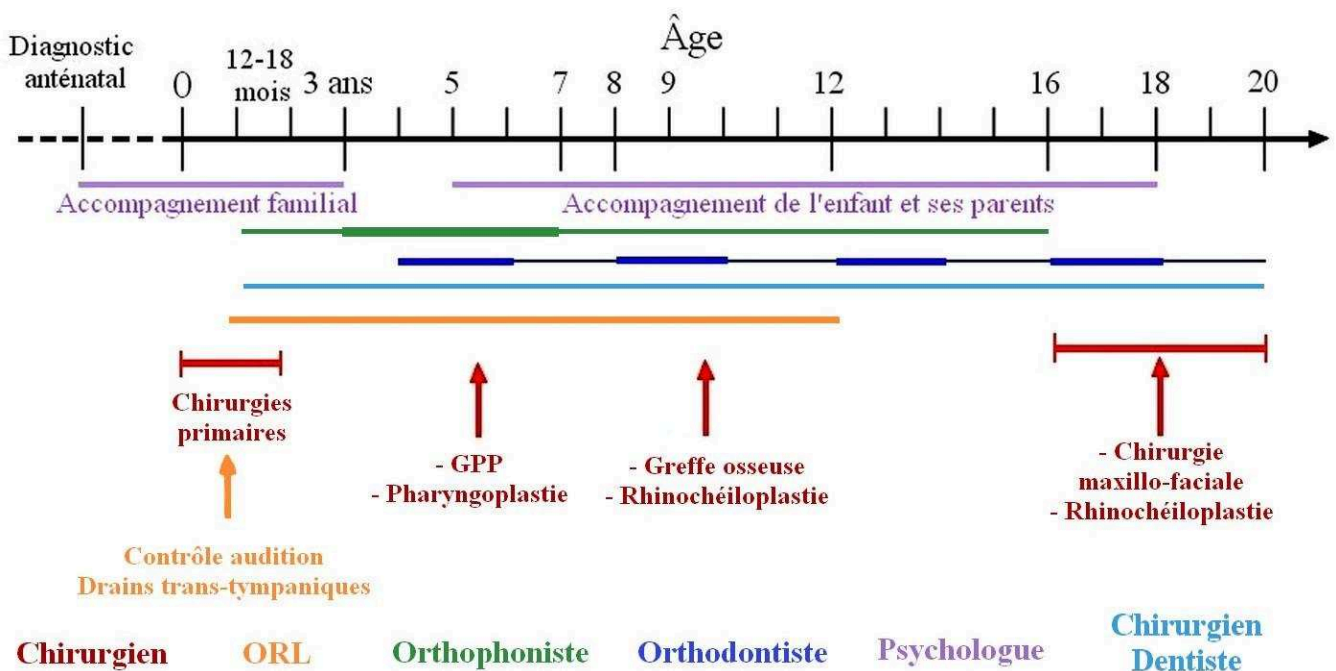 Âge
Diagnostic
anténatal
0
12-18
mois
3 ans
5
7
8
9
12
16
18
20
Accompagnement familial
Accompagnement de l'enfant et ses parents
Chirurgies
primaires
- GPP
- Pharyngoplastie
- Greffe osseuse
- Rhinochéiloplastie
- Chirurgie
maxillo-faciale
- Rhinochéiloplastie
Contrôle audition
Drains trans-tympaniques
Chirurgien
ORL
Orthophoniste
Orthodontiste
Psychologue
Chirurgien
Dentiste